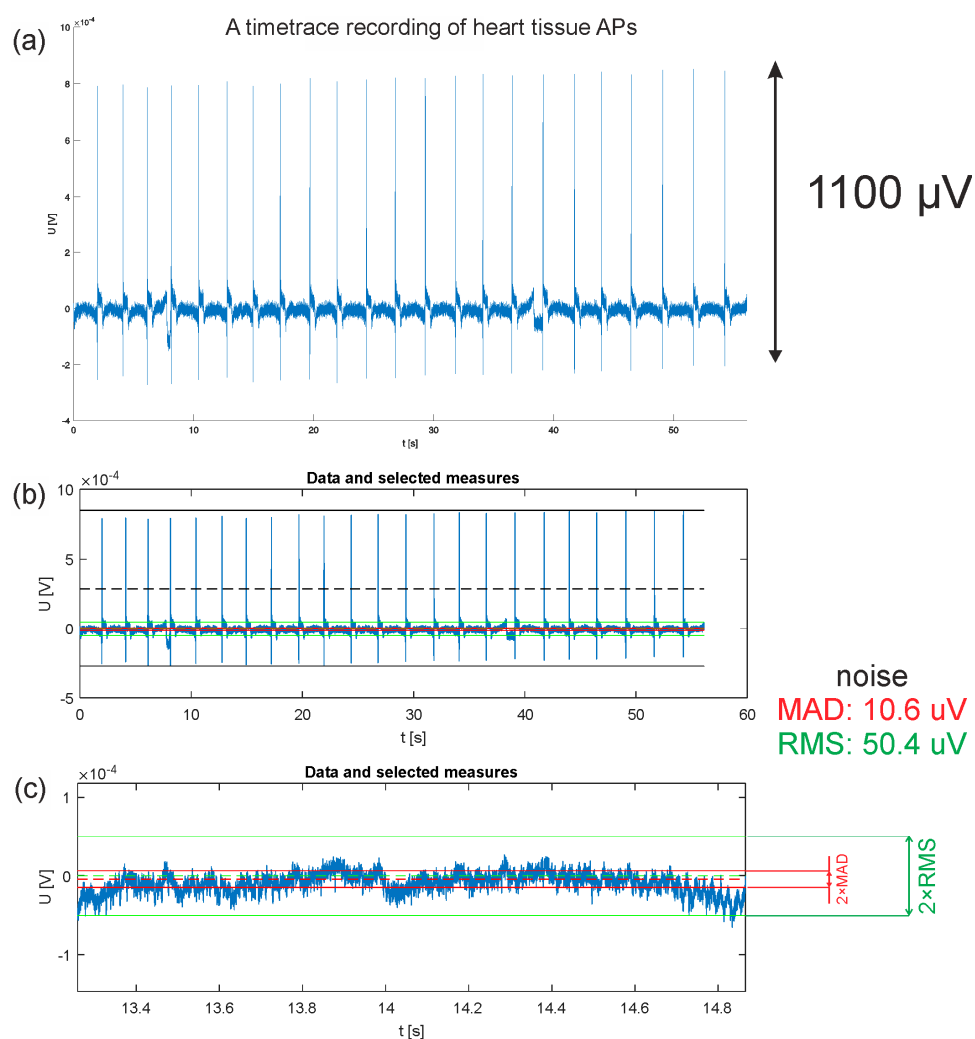 A timetrace recording of heart tissue APs
(a)
×10⁻⁴
10
8
6
4
2
0
-2
-4
U [V]
0
10
20
30
40
50
t [s]
1100 µV
(b)
Data and selected measures
×10⁻⁴
10
5
0
-5
U [V]
0
10
20
30
40
50
60
t [s]
noise
MAD: 10.6 uV
RMS: 50.4 uV
(c)
Data and selected measures
×10⁻⁴
1
0
-1
U [V]
13.4
13.6
13.8
14
14.2
14.4
14.6
14.8
t [s]
2×MAD
2×RMS